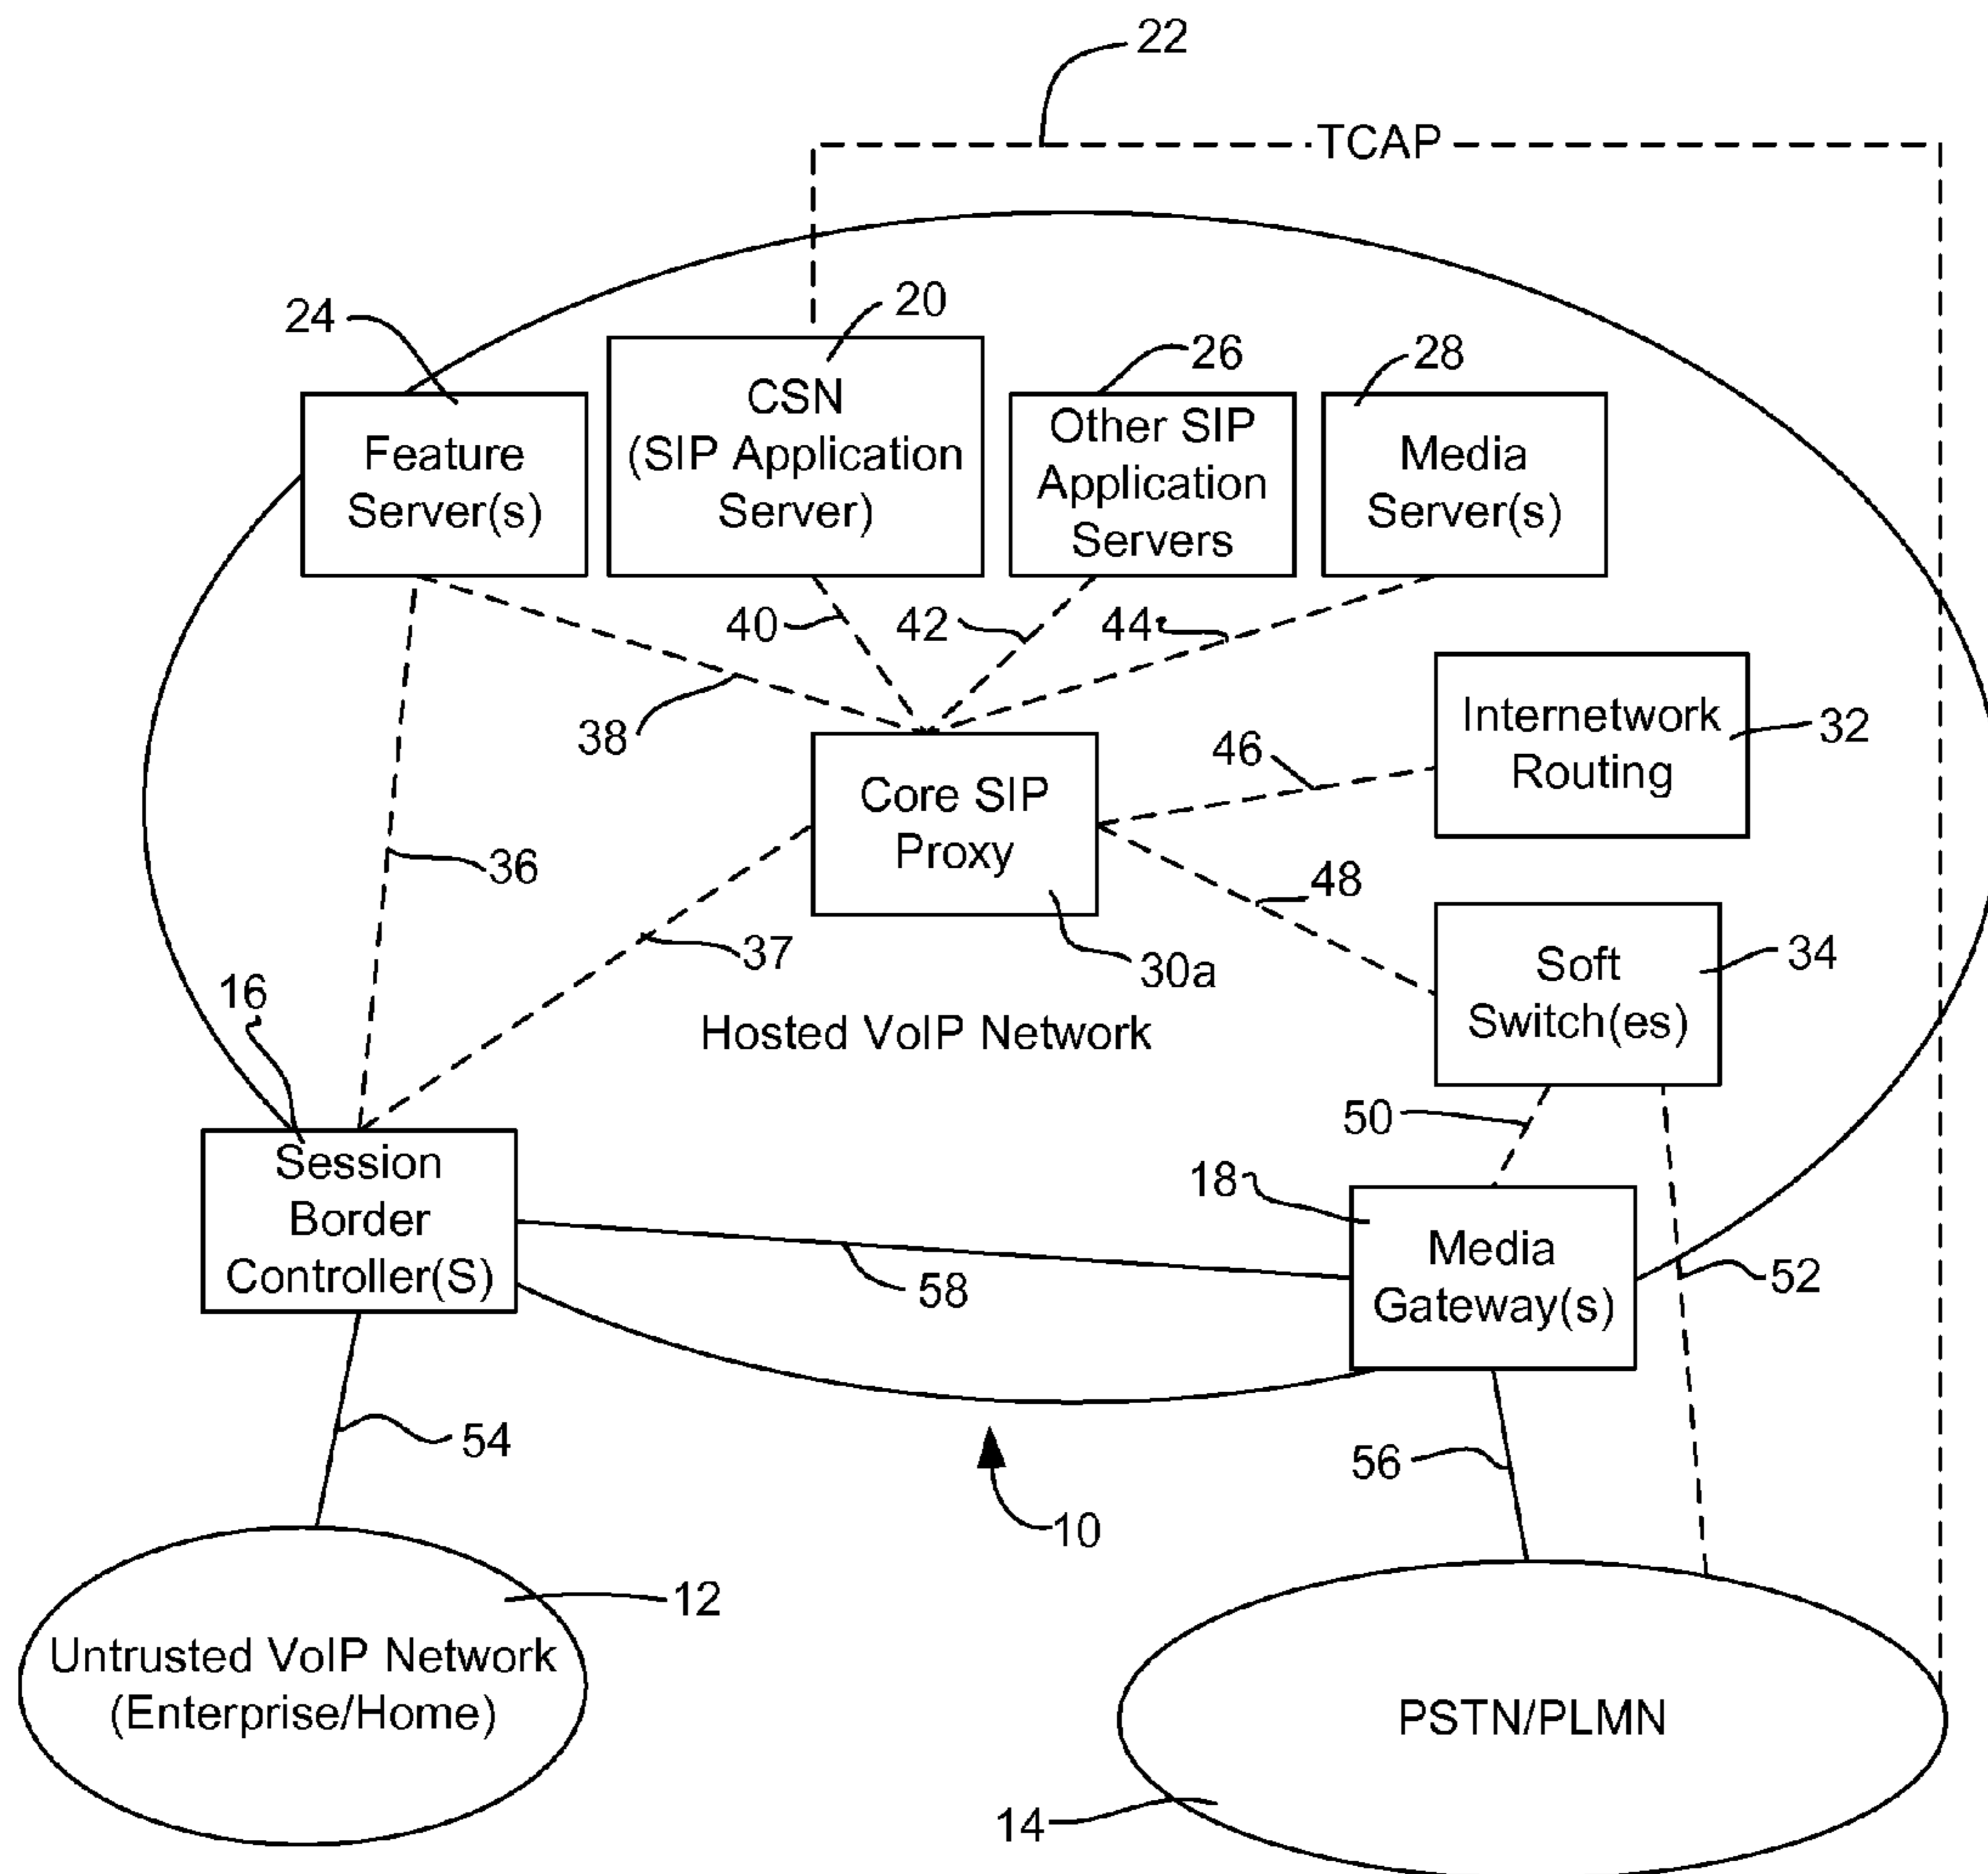 22
TCAP
24
20
26
28
Feature
Server(s)
CSN
(SIP Application
Server)
Other SIP
Application
Servers
Media
Server(s)
40
42
44
38
46
Internetwork
Routing
32
Core SIP
Proxy
36
37
30a
48
Soft
Switch(es)
34
Hosted VoIP Network
16
50
Session
Border
Controller(S)
18
Media
Gateway(s)
52
58
54
56
10
12
Untrusted VoIP Network
(Enterprise/Home)
PSTN/PLMN
14